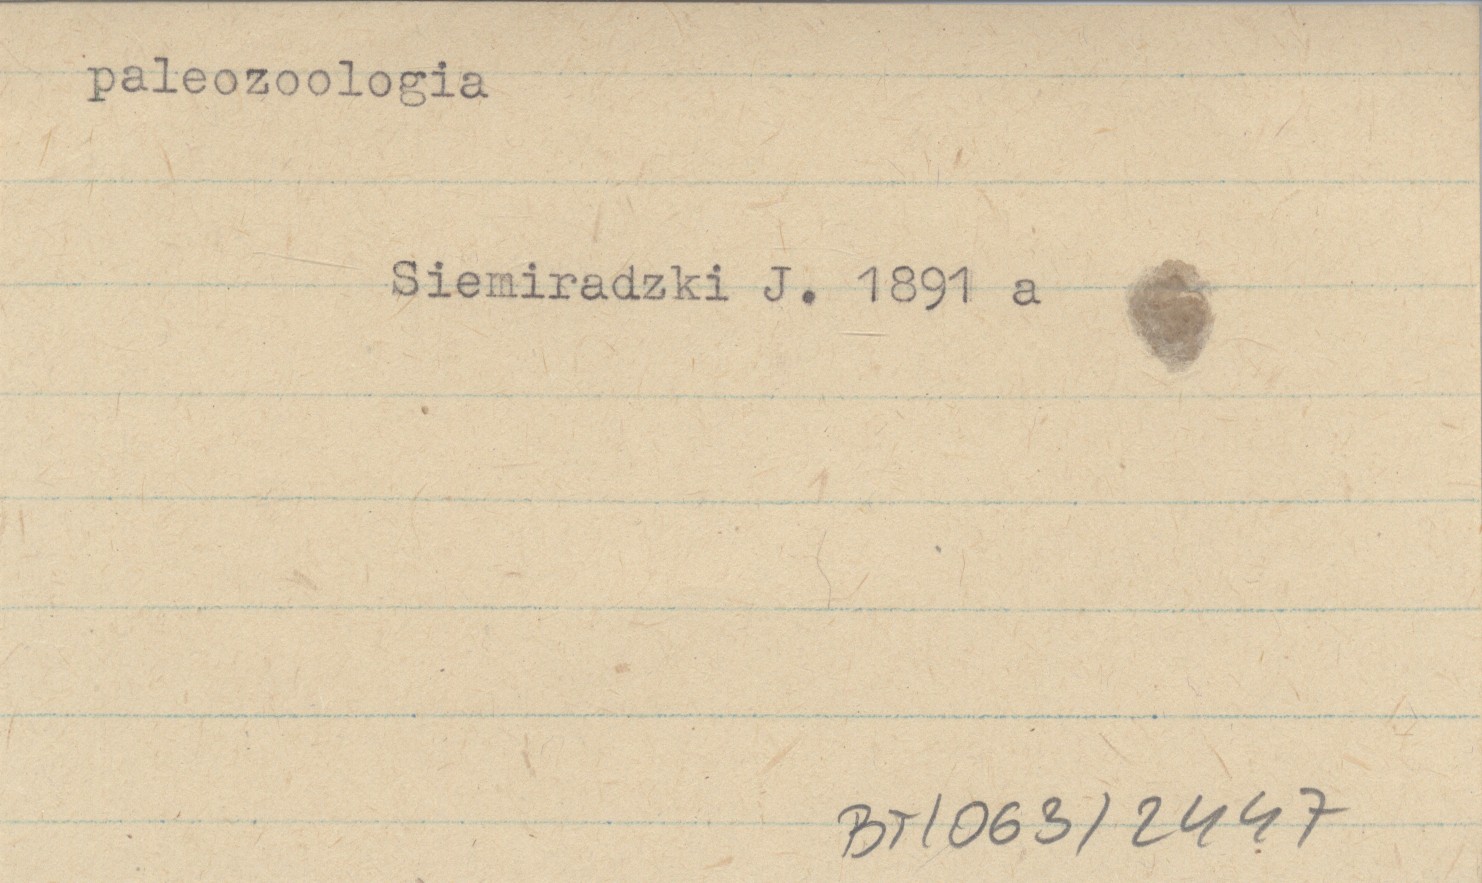 paleozoologia
Siemiradzki J. 1891 a
BT/063/2447